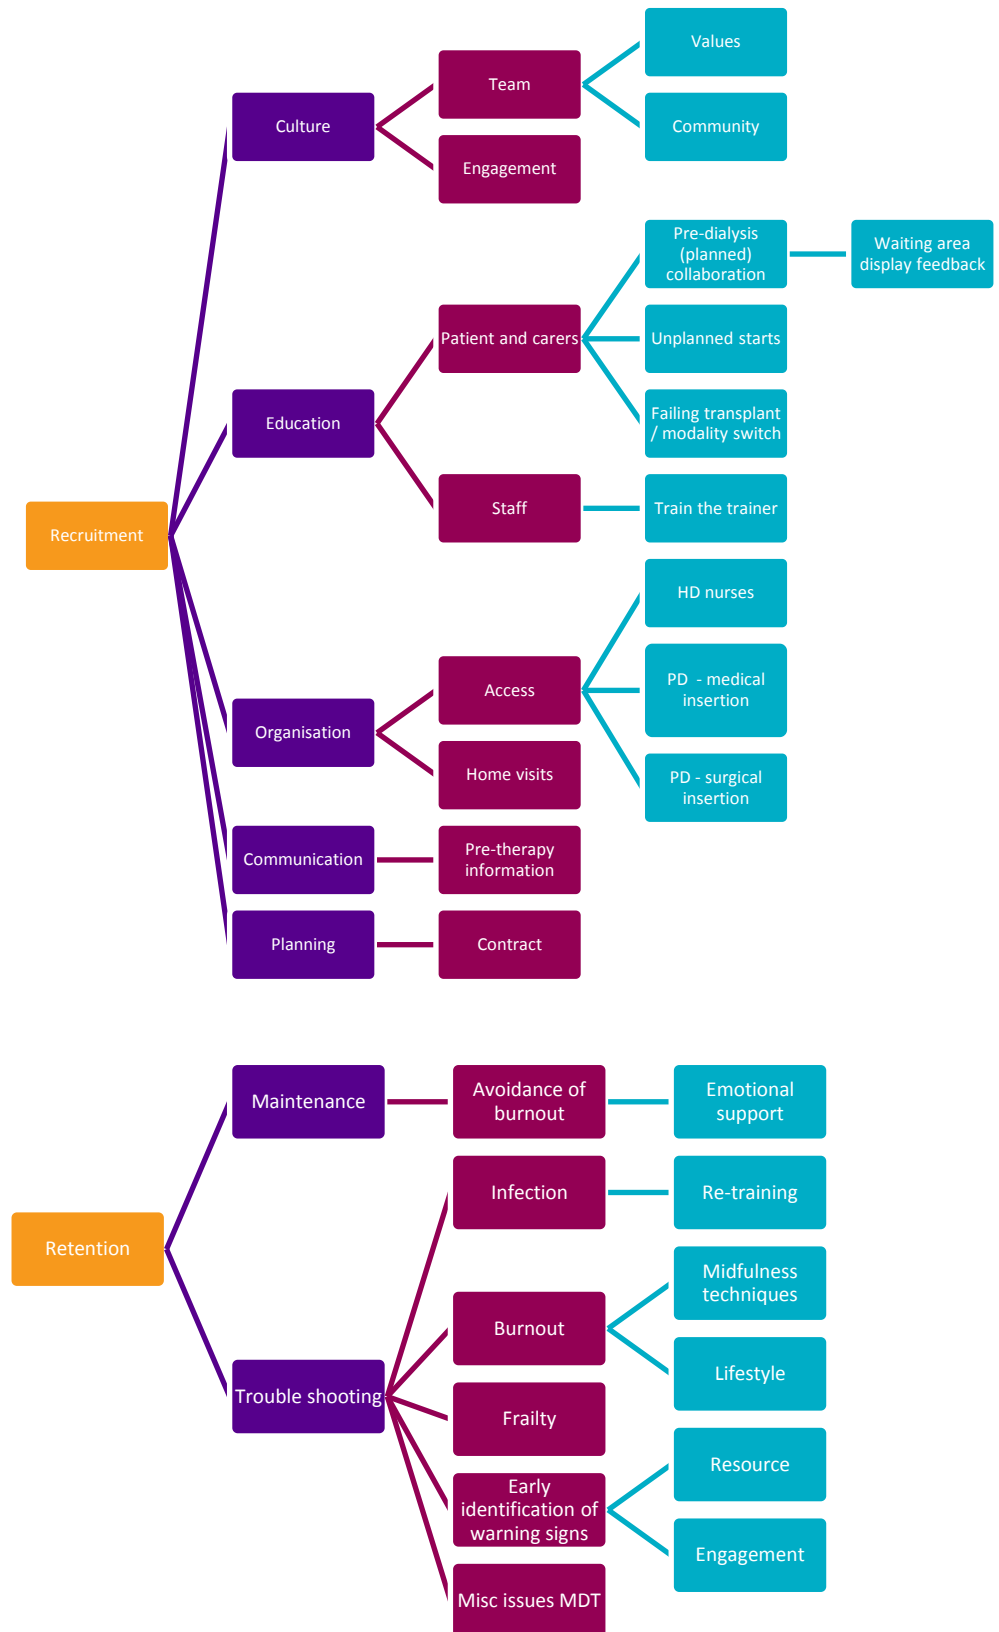 Values
Team
Culture
Community
Engagement
Pre-dialysis
(planned)
collaboration
Waiting area
display feedback
Patient and carers
Unplanned starts
Education
Failing transplant
/ modality switch
Staff
Train the trainer
Recruitment
HD nurses
Access
PD - medical
insertion
Organisation
Home visits
PD - surgical
insertion
Communication
Pre-therapy
information
Planning
Contract
Maintenance
Avoidance of
burnout
Emotional
support
Infection
Re-training
Retention
Midfulness
techniques
Burnout
Lifestyle
Trouble shooting
Frailty
Resource
Early
identification of
warning signs
Engagement
Misc issues MDT